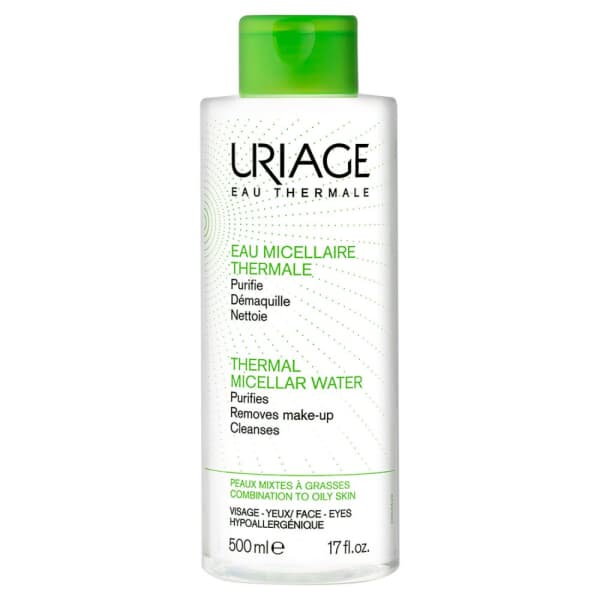 URIAGE
EAU THERMALE
EAU MICELLAIRE
THERMALE
Purifie
Démaquille
Nettoie
THERMAL
MICELLAR WATER
Purifies
Removes make-up
Cleanses
PEAUX MIXTES À GRASSES
COMBINATION TO OILY SKIN
VISAGE - YEUX/ FACE - EYES
HYPOALLERGÉNIQUE
500 ml ℮ 17 fl.oz.